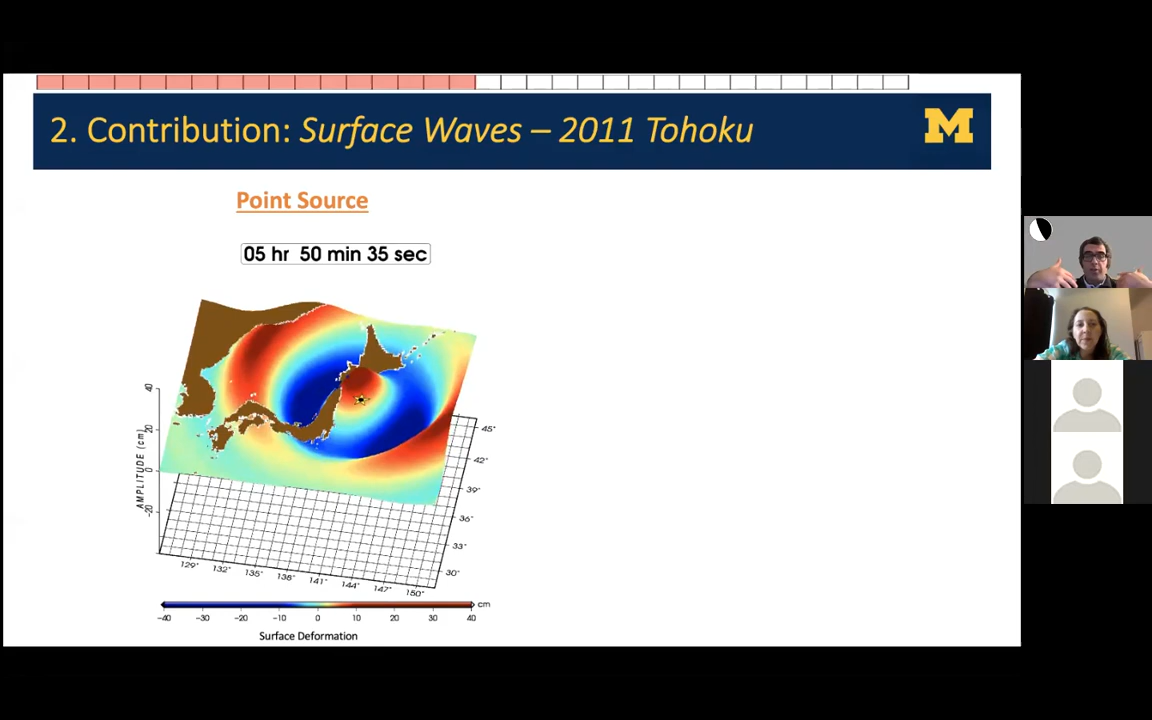 2. Contribution: Surface Waves – 2011 Tohoku
M
Point Source
05 hr 50 min 35 sec
AMPLITUDE (cm)
40
20
0
-20
45°
42°
39°
36°
33°
30°
129° 132° 135° 138° 141° 144° 147° 150°
−40 −30 −20 −10 0 10 20 30 40 cm
Surface Deformation